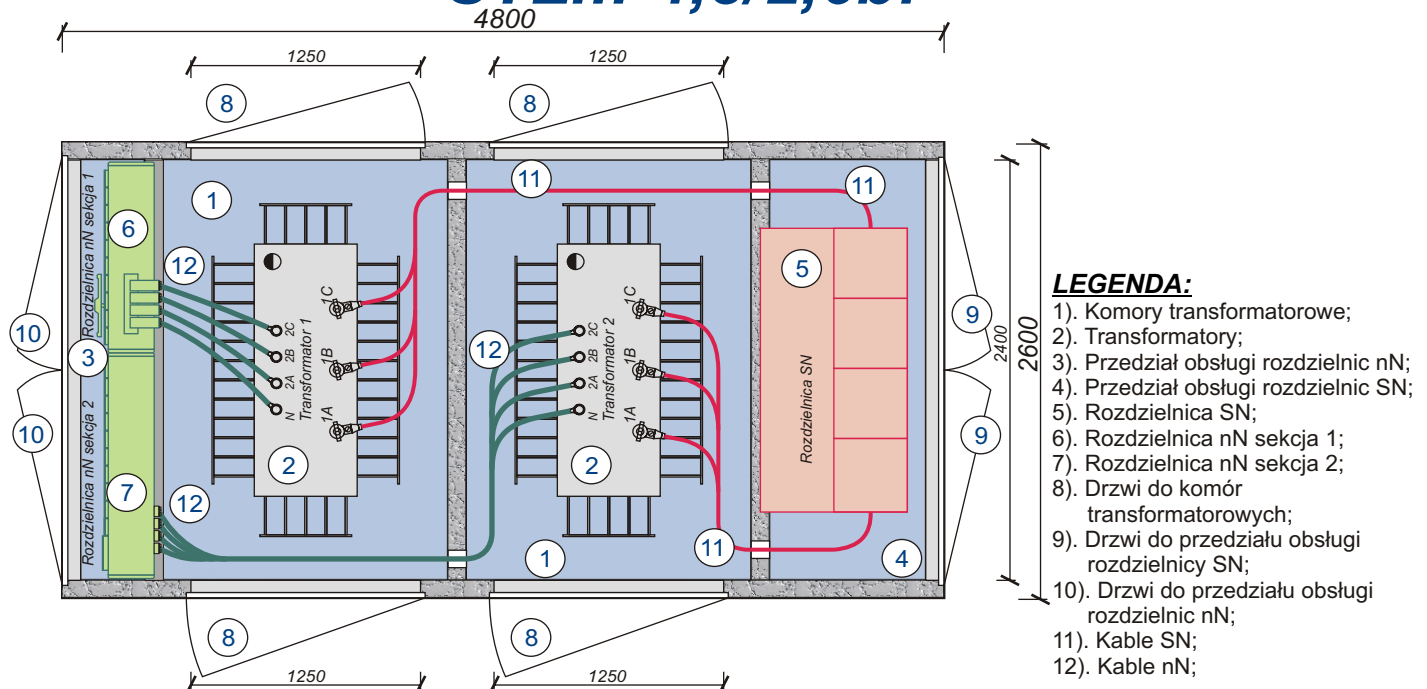 4800
1250
1250
8
8
11
11
1
6
12
5
Rozdzielnica nN sekcja 1
1C
1B
1A
2C
2B
2A
N
Transformator 1
2
1C
1B
1A
2C
2B
2A
N
Transformator 2
2
12
Rozdzielnica SN
10
3
10
Rozdzielnica nN sekcja 2
7
12
1
11
4
9
9
2400
2600
8
8
1250
1250
LEGENDA:
1). Komory transformatorowe;
2). Transformatory;
3). Przedział obsługi rozdzielnic nN;
4). Przedział obsługi rozdzielnic SN;
5). Rozdzielnica SN;
6). Rozdzielnica nN sekcja 1;
7). Rozdzielnica nN sekcja 2;
8). Drzwi do komór
transformatorowych;
9). Drzwi do przedziału obsługi
rozdzielnicy SN;
10). Drzwi do przedziału obsługi
rozdzielnic nN;
11). Kable SN;
12). Kable nN;